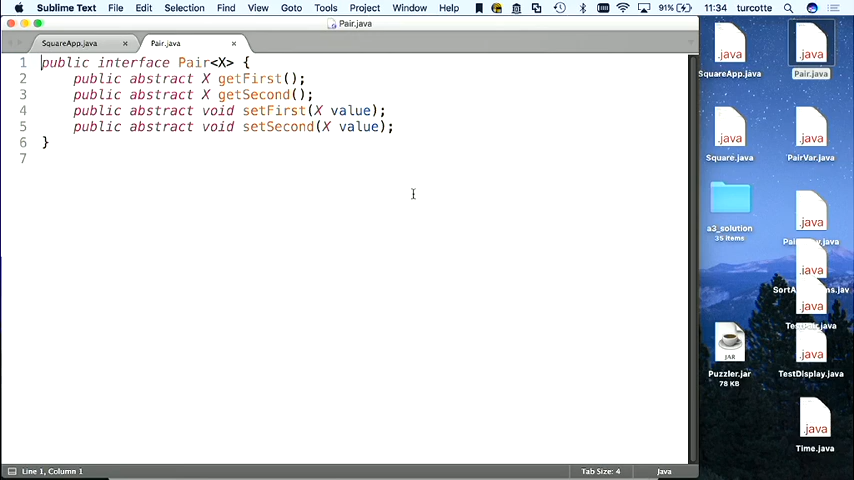 Sublime Text File Edit Selection Find View Goto Tools Project Window Help 91% 11:34 turcotte
Pair.java
SquareApp.java × Pair.java ×
1 public interface Pair<X> {
2 public abstract X getFirst();
3 public abstract X getSecond();
4 public abstract void setFirst(X value);
5 public abstract void setSecond(X value);
6 }
7
Line 1, Column 1 Tab Size: 4 Java
.java
SquareApp.java
.java
Pair.java
.java
Square.java
.java
PairVar.java
a3_solution
35 items
.java
.java
.java
JAR
Puzzler.jar
78 KB
.java
TestDisplay.java
.java
Time.java